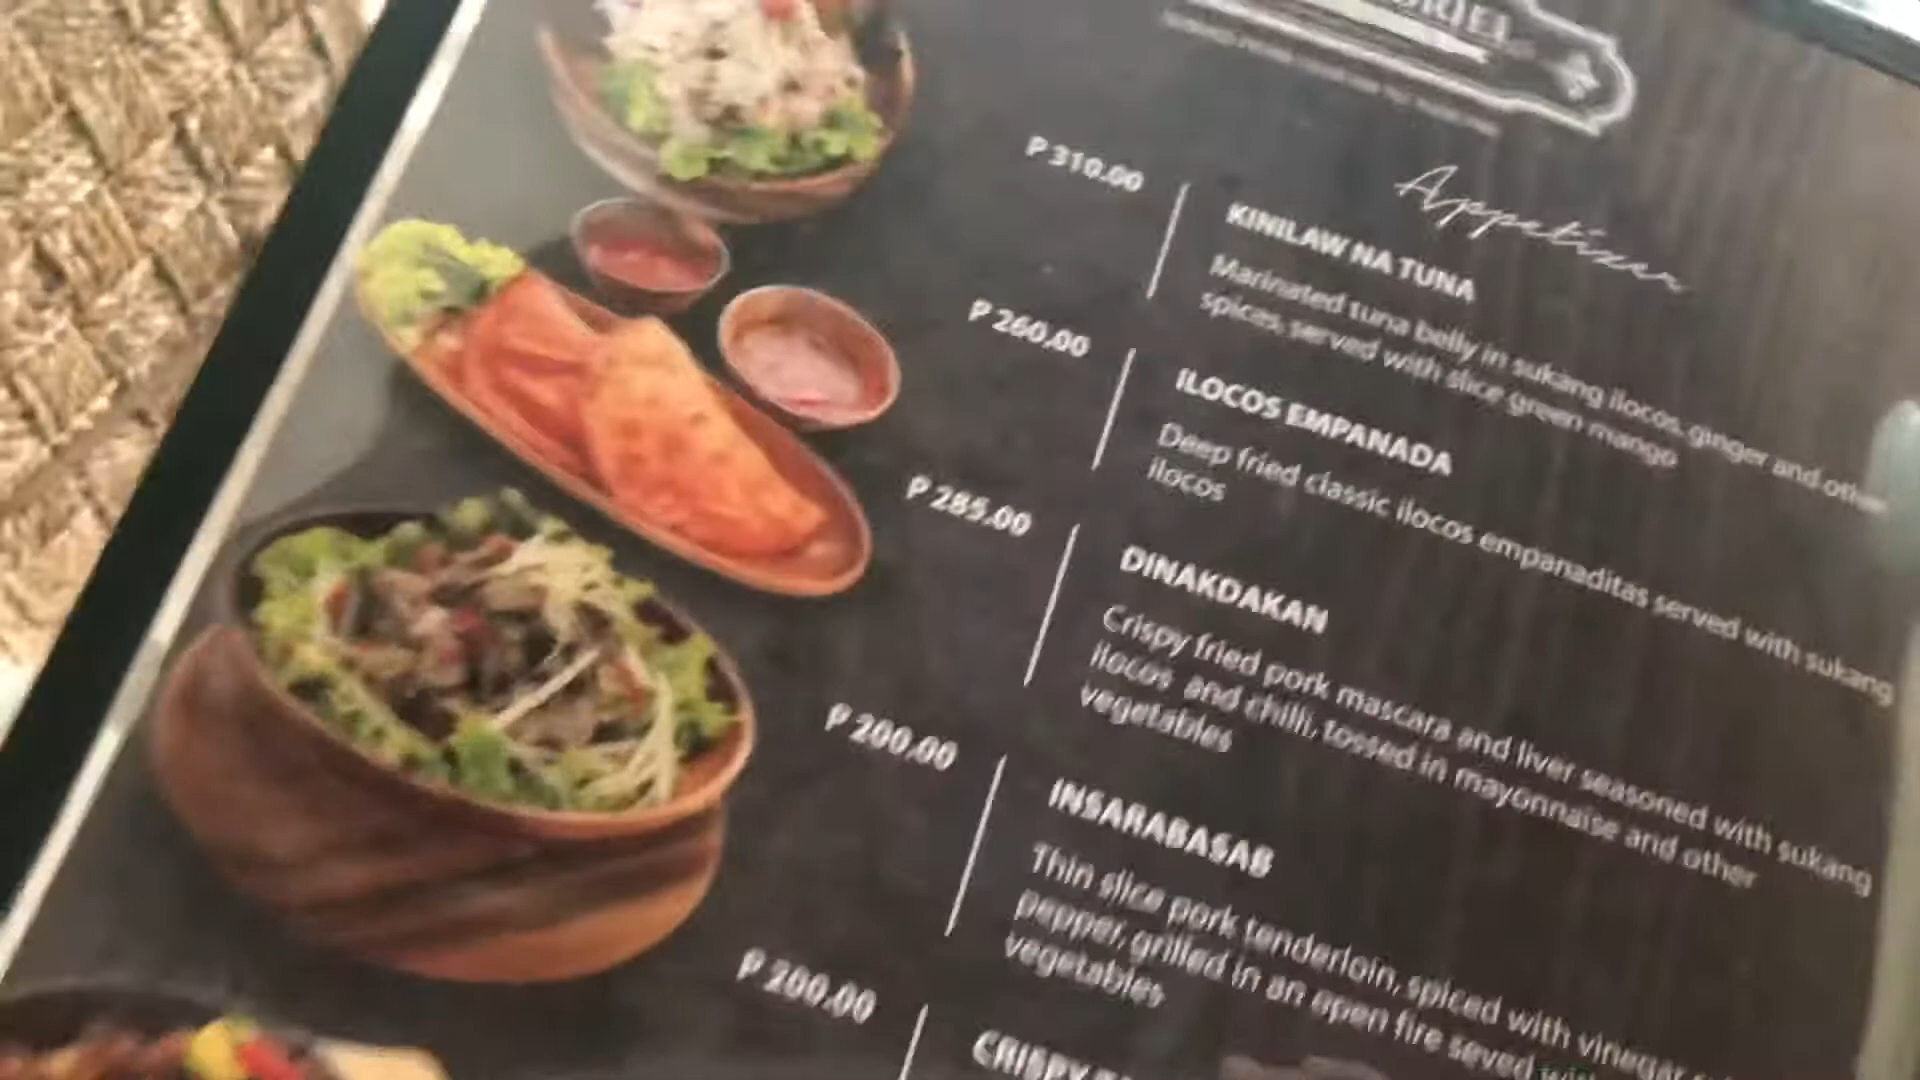 Appetizer
P 310.00
KINILAW NA TUNA
Marinated tuna belly in sukang ilocos, ginger and other
spices, served with slice green mango
P 260.00
ILOCOS EMPANADA
Deep fried classic ilocos empanaditas served with sukang
ilocos
P 285.00
DINAKDAKAN
Crispy fried pork mascara and liver seasoned with sukang
ilocos and chilli, tossed in mayonnaise and other
vegetables
P 200.00
INSARABASAB
Thin slice pork tenderloin, spiced with vinegar
pepper, grilled in an open fire seved with
vegetables
P 200.00
CRISPY